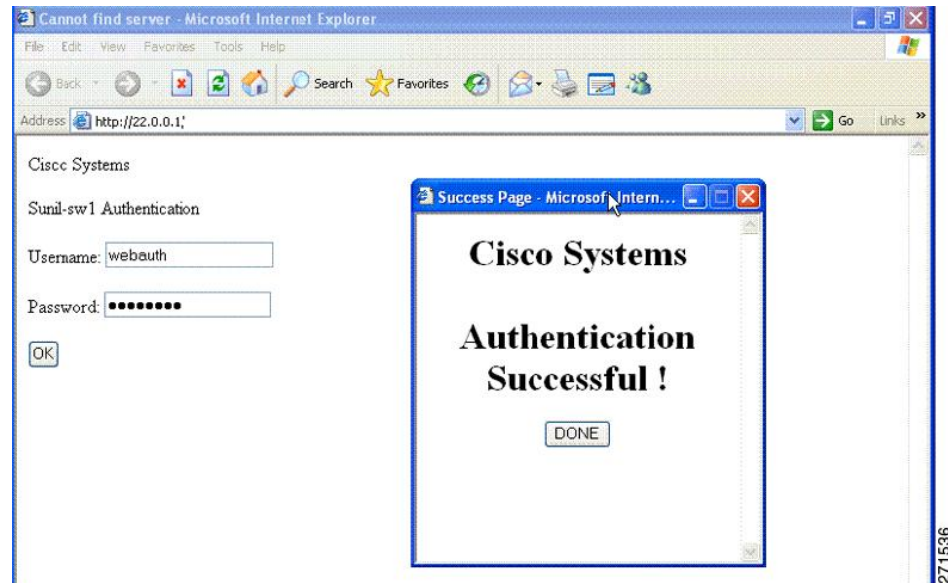 Cannot find server - Microsoft Internet Explorer
File Edit View Favorites Tools Help
Back Search Favorites
Address http://22.0.0.1/ Go Links »
Cisco Systems
Sunil-sw1 Authentication
Username: webauth
Password: ••••••••
OK
Success Page - Microsoft Intern...
Cisco Systems
Authentication
Successful !
DONE
271536